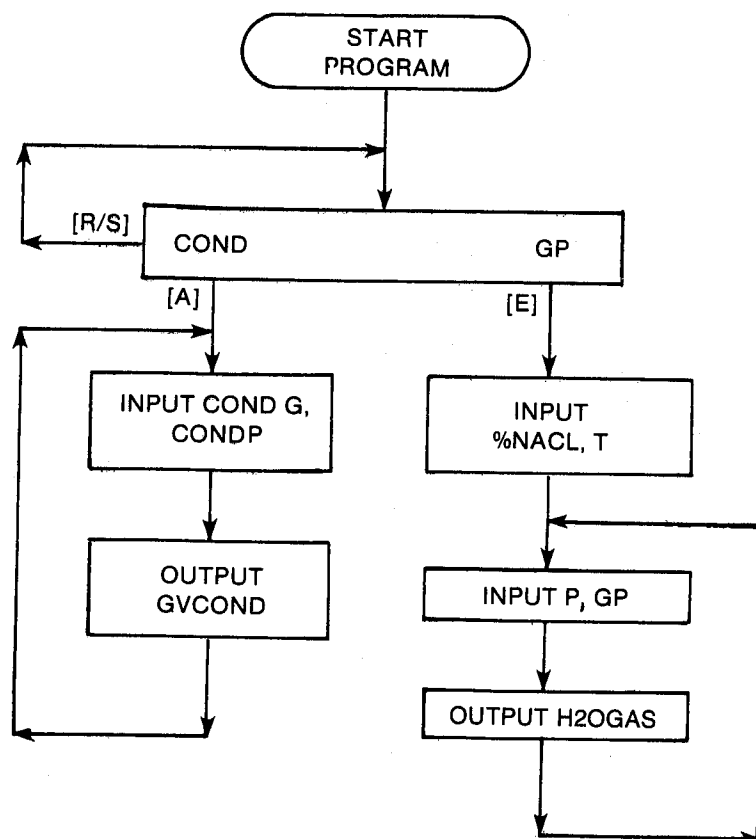 START
PROGRAM
[R/S]
COND GP
[A]
[E]
INPUT COND G,
CONDP
INPUT
%NACL, T
OUTPUT
GVCOND
INPUT P, GP
OUTPUT H2OGAS